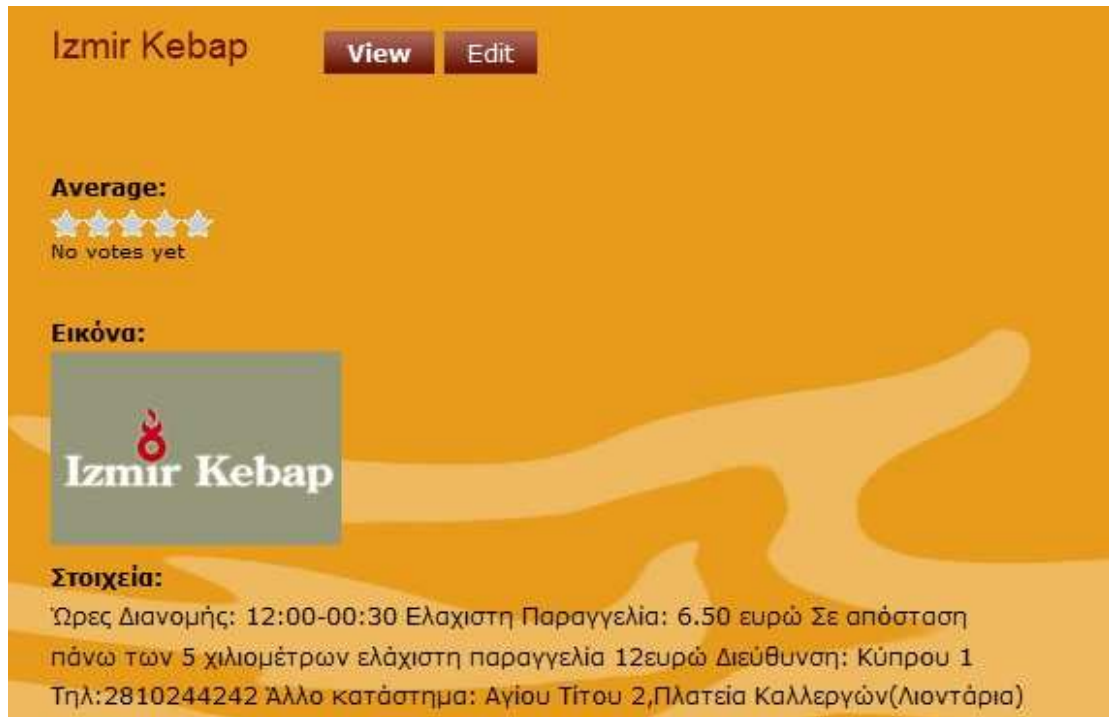 Izmir Kebap View Edit
Average:
No votes yet
Εικόνα:
Izmir Kebap
Στοιχεία:
Ώρες Διανομής: 12:00-00:30 Ελαχιστη Παραγγελία: 6.50 ευρώ Σε απόσταση
πάνω των 5 χιλιομέτρων ελάχιστη παραγγελία 12ευρώ Διεύθυνση: Κύπρου 1
Τηλ:2810244242 Άλλο κατάστημα: Αγίου Τίτου 2,Πλατεία Καλλεργών(Λιοντάρια)